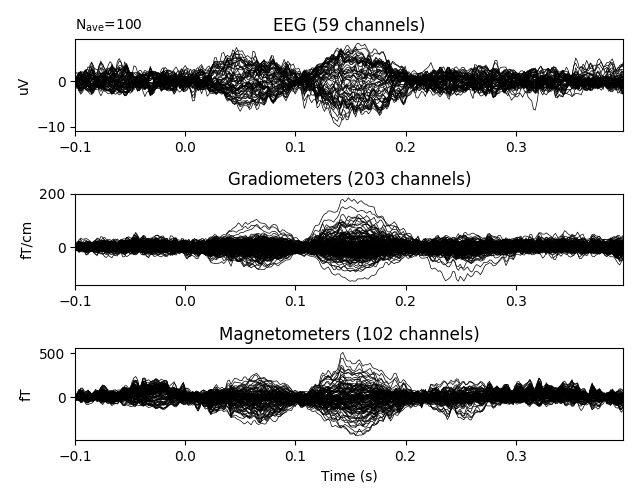 N_ave=100
EEG (59 channels)
uV
0
−10
−0.1 0.0 0.1 0.2 0.3
Gradiometers (203 channels)
fT/cm
200
0
−0.1 0.0 0.1 0.2 0.3
Magnetometers (102 channels)
fT
500
0
−0.1 0.0 0.1 0.2 0.3
Time (s)